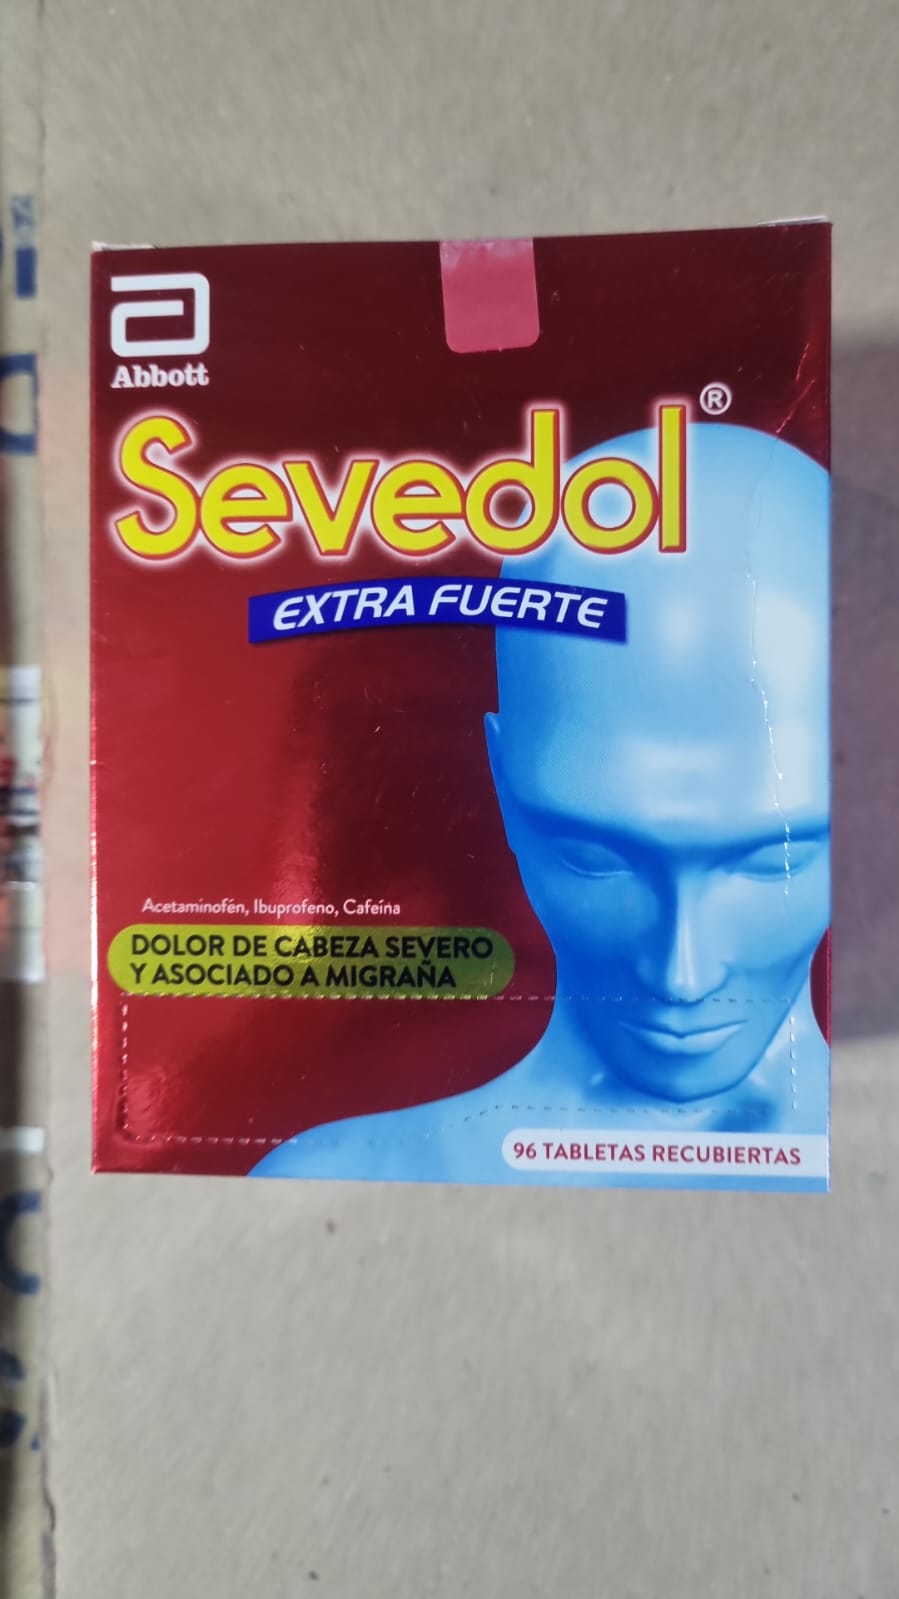 Abbott
Sevedol®
EXTRA FUERTE
Acetaminofén, Ibuprofeno, Cafeína
DOLOR DE CABEZA SEVERO
Y ASOCIADO A MIGRAÑA
96 TABLETAS RECUBIERTAS